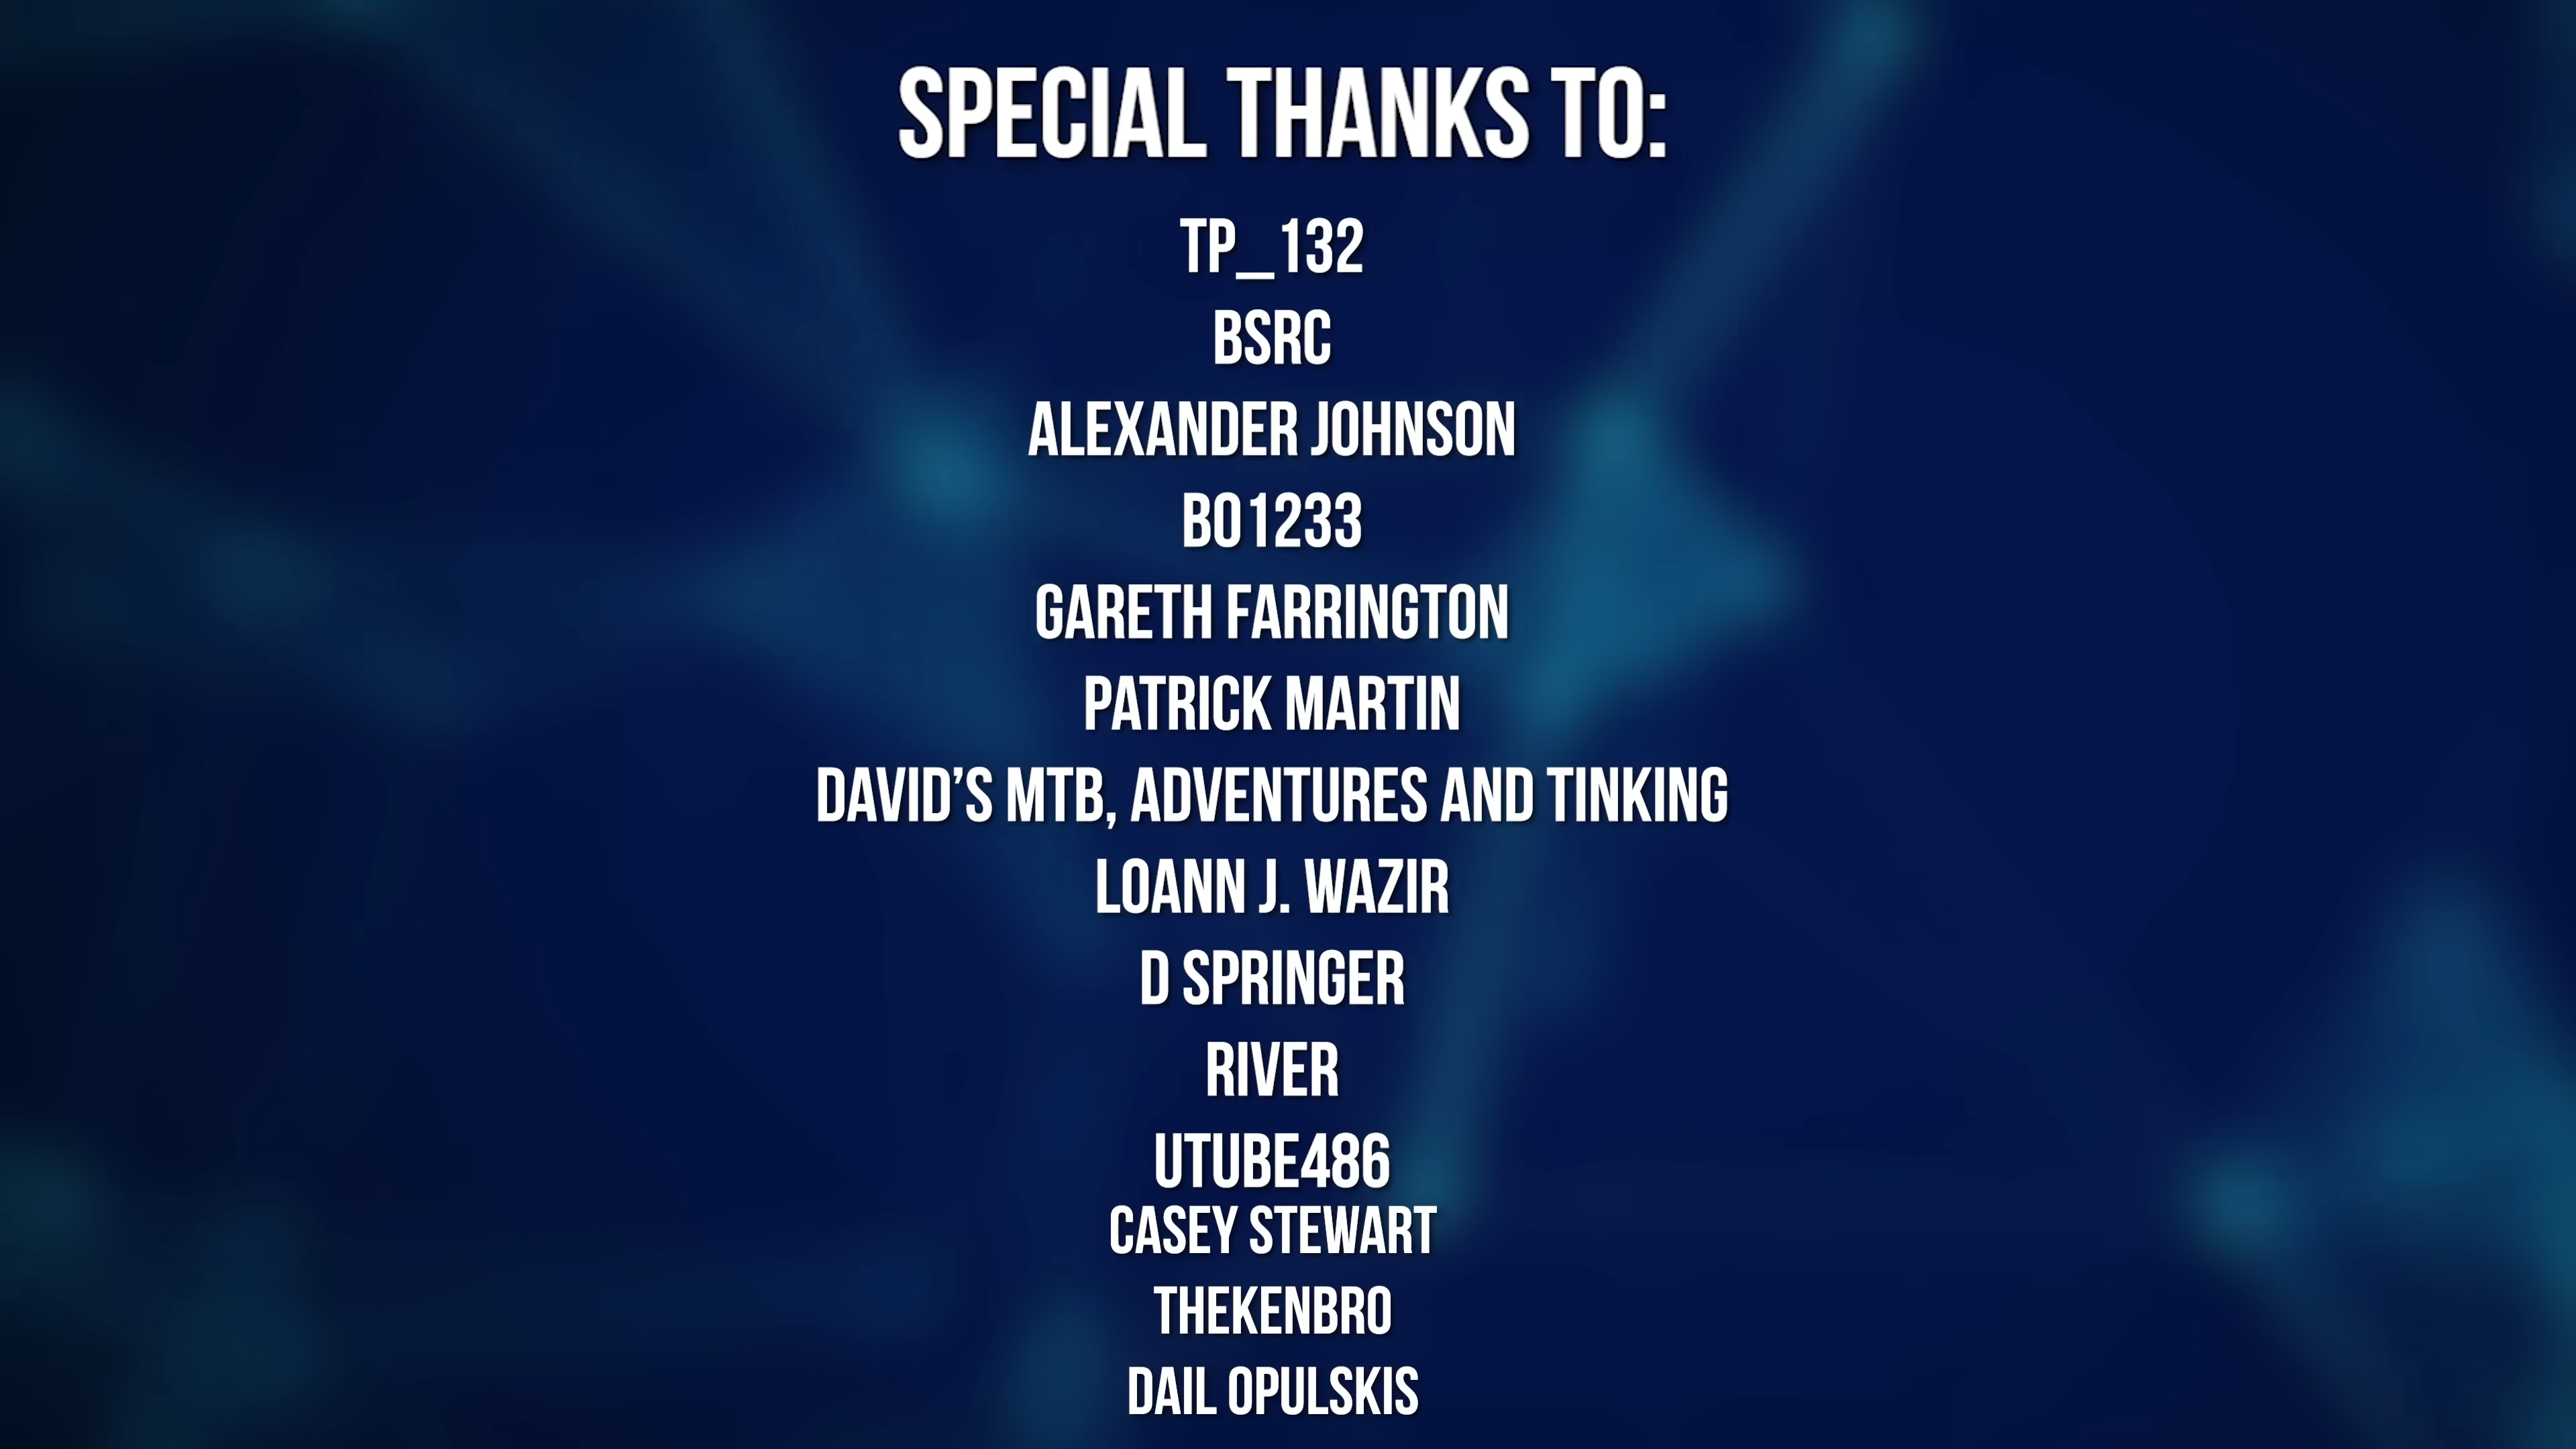 SPECIAL THANKS TO:
TP_132
BSRC
ALEXANDER JOHNSON
BO1233
GARETH FARRINGTON
PATRICK MARTIN
DAVID’S MTB, ADVENTURES AND TINKING
LOANN J. WAZIR
D SPRINGER
RIVER
UTUBE486
CASEY STEWART
THEKENBRO
DAIL OPULSKIS